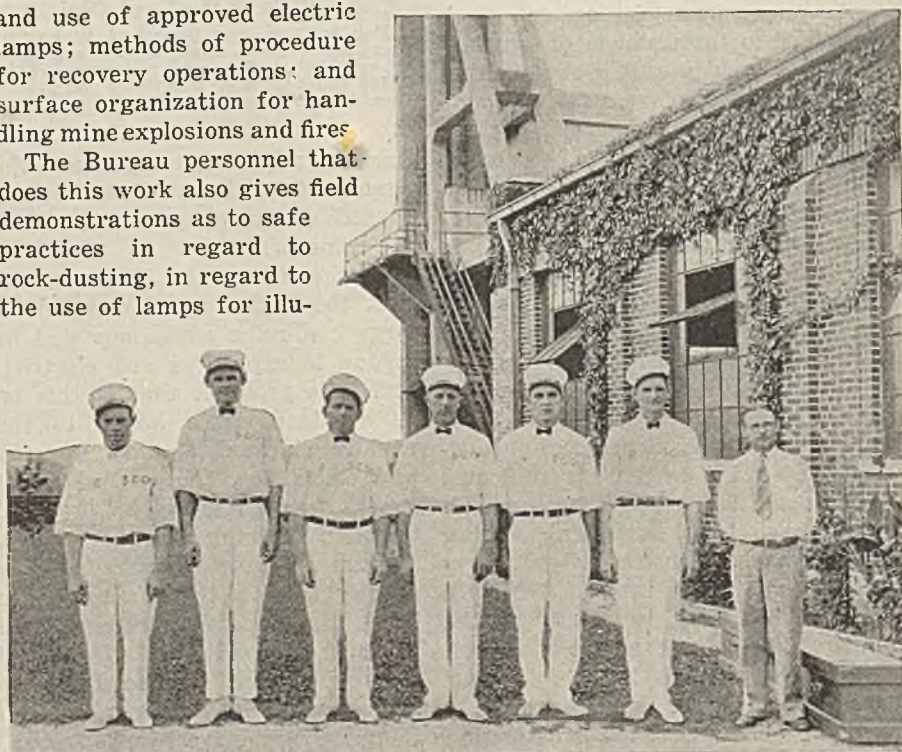 and use of approved electric
lamps; methods of procedure
for recovery operations; and
surface organization for han-
dling mine explosions and fires
The Bureau personnel that
does this work also gives field
demonstrations as to safe
practices in regard to
rock-dusting, in regard to
the use of lamps for illu-